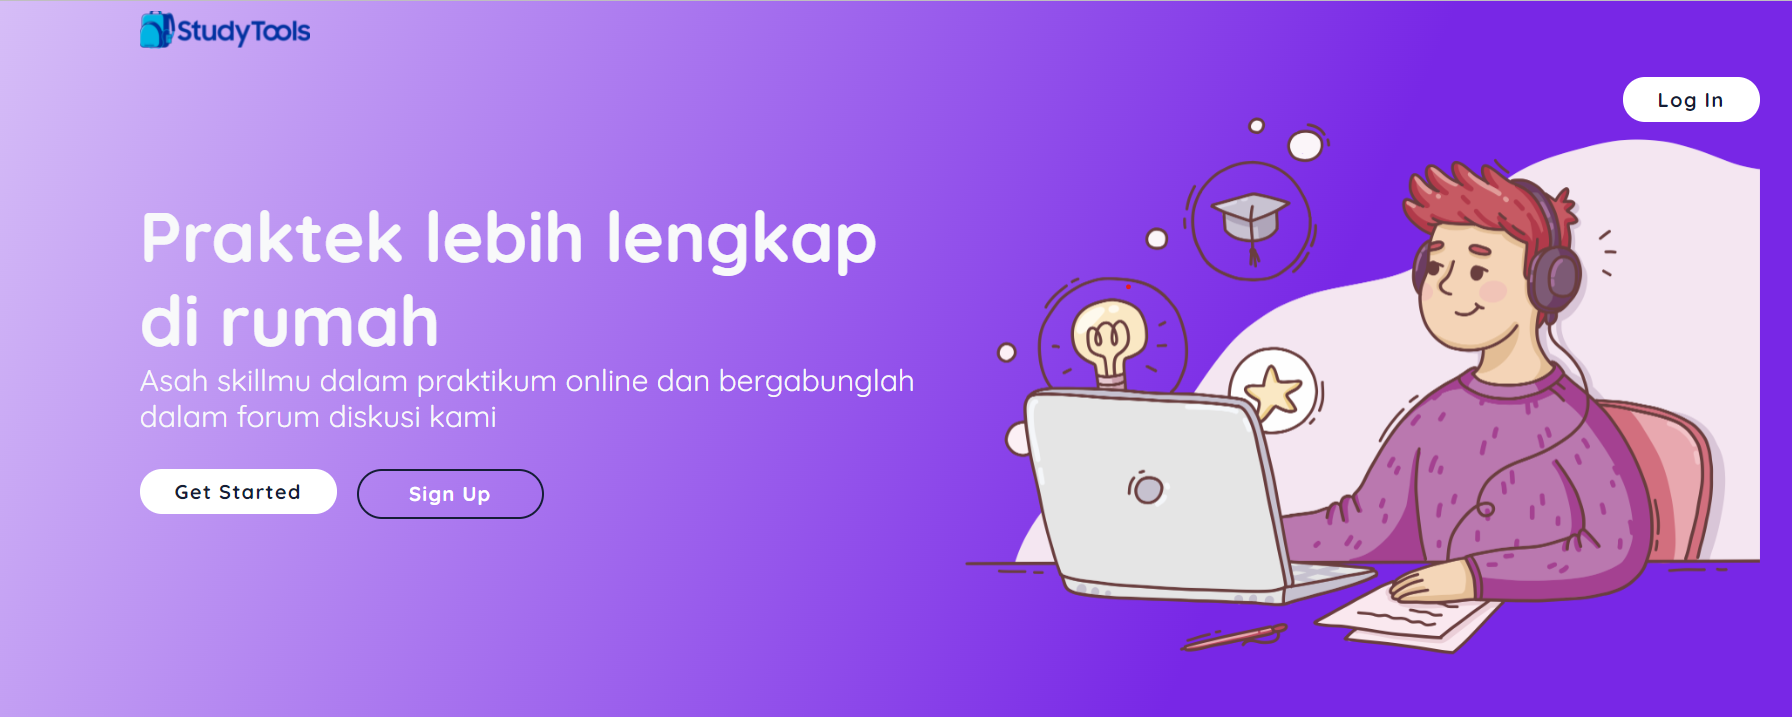 StudyTools
Log In
Praktek lebih lengkap
di rumah
Asah skillmu dalam praktikum online dan bergabunglah
dalam forum diskusi kami
Get Started
Sign Up